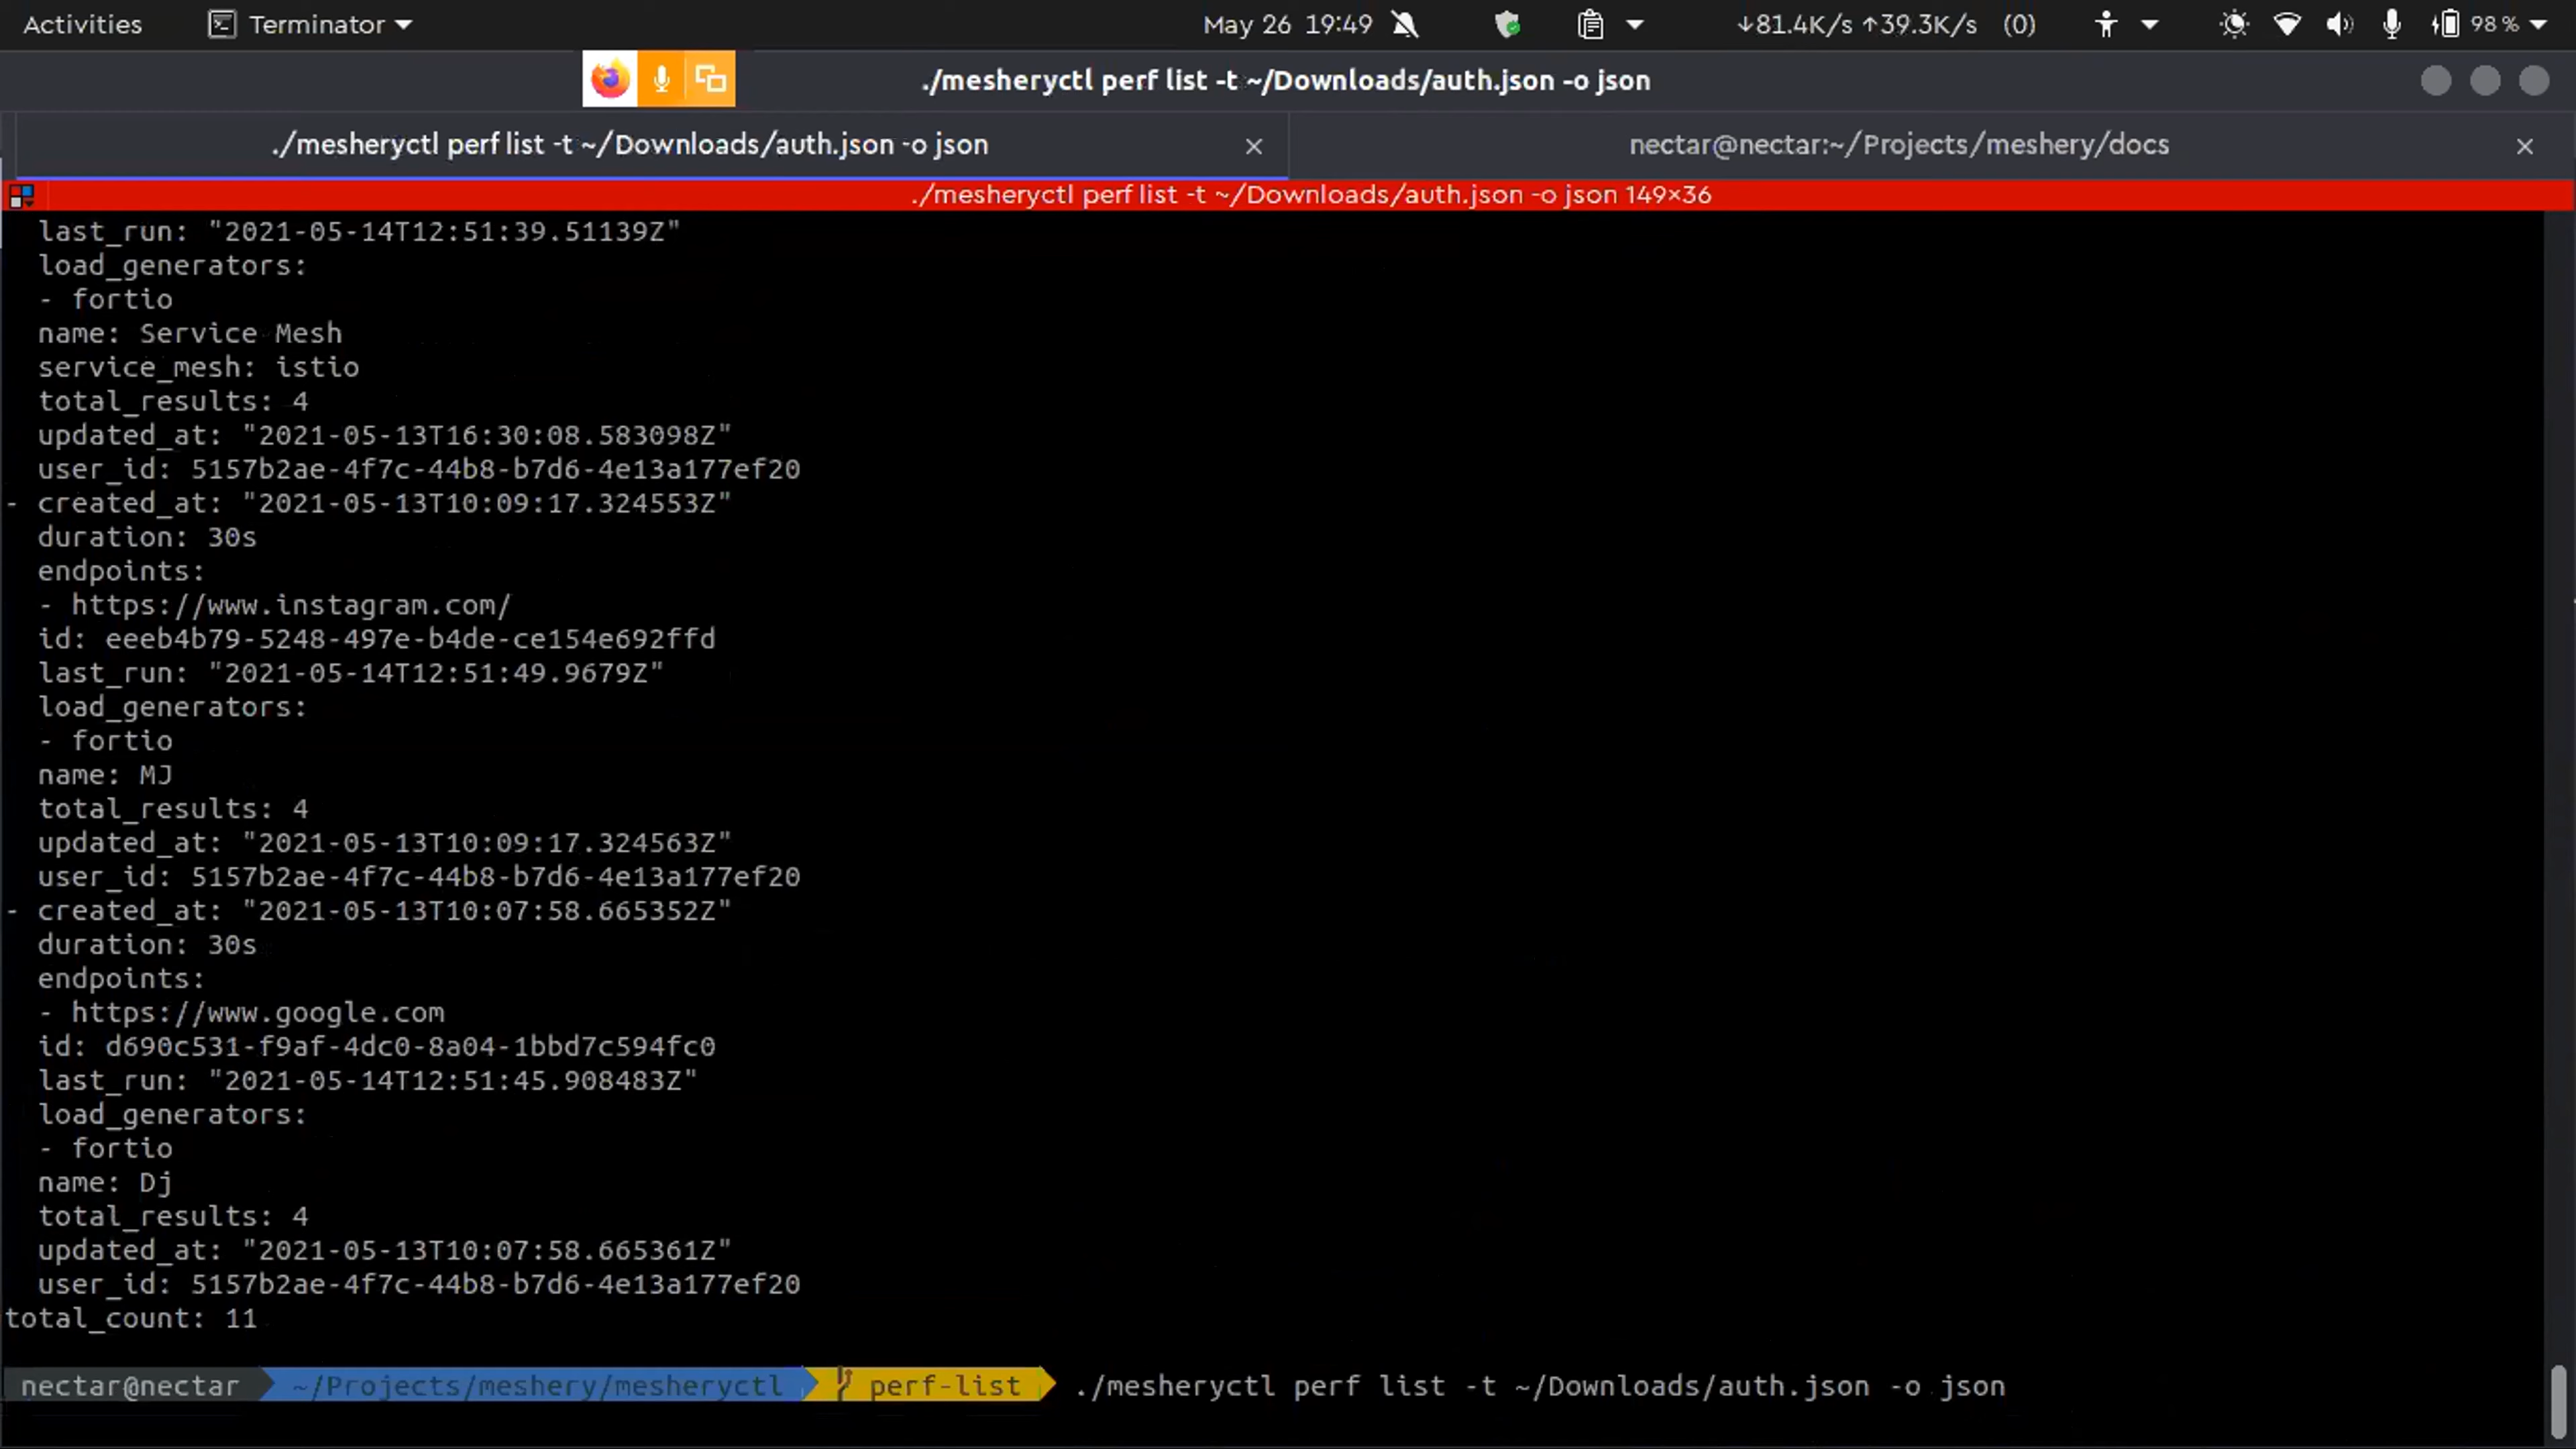 Activities Terminator May 26 19:49 ↓81.4K/s ↑39.3K/s (0) 98 %
./mesheryctl perf list -t ~/Downloads/auth.json -o json
./mesheryctl perf list -t ~/Downloads/auth.json -o json × nectar@nectar:~/Projects/meshery/docs ×
./mesheryctl perf list -t ~/Downloads/auth.json -o json 149×36
last_run: "2021-05-14T12:51:39.51139Z"
load_generators:
- fortio
name: Service Mesh
service_mesh: istio
total_results: 4
updated_at: "2021-05-13T16:30:08.583098Z"
user_id: 5157b2ae-4f7c-44b8-b7d6-4e13a177ef20
- created_at: "2021-05-13T10:09:17.324553Z"
duration: 30s
endpoints:
- https://www.instagram.com/
id: eeeb4b79-5248-497e-b4de-ce154e692ffd
last_run: "2021-05-14T12:51:49.9679Z"
load_generators:
- fortio
name: MJ
total_results: 4
updated_at: "2021-05-13T10:09:17.324563Z"
user_id: 5157b2ae-4f7c-44b8-b7d6-4e13a177ef20
- created_at: "2021-05-13T10:07:58.665352Z"
duration: 30s
endpoints:
- https://www.google.com
id: d690c531-f9af-4dc0-8a04-1bbd7c594fc0
last_run: "2021-05-14T12:51:45.908483Z"
load_generators:
- fortio
name: Dj
total_results: 4
updated_at: "2021-05-13T10:07:58.665361Z"
user_id: 5157b2ae-4f7c-44b8-b7d6-4e13a177ef20
total_count: 11
nectar@nectar ~/Projects/meshery/mesheryctl perf-list ./mesheryctl perf list -t ~/Downloads/auth.json -o json